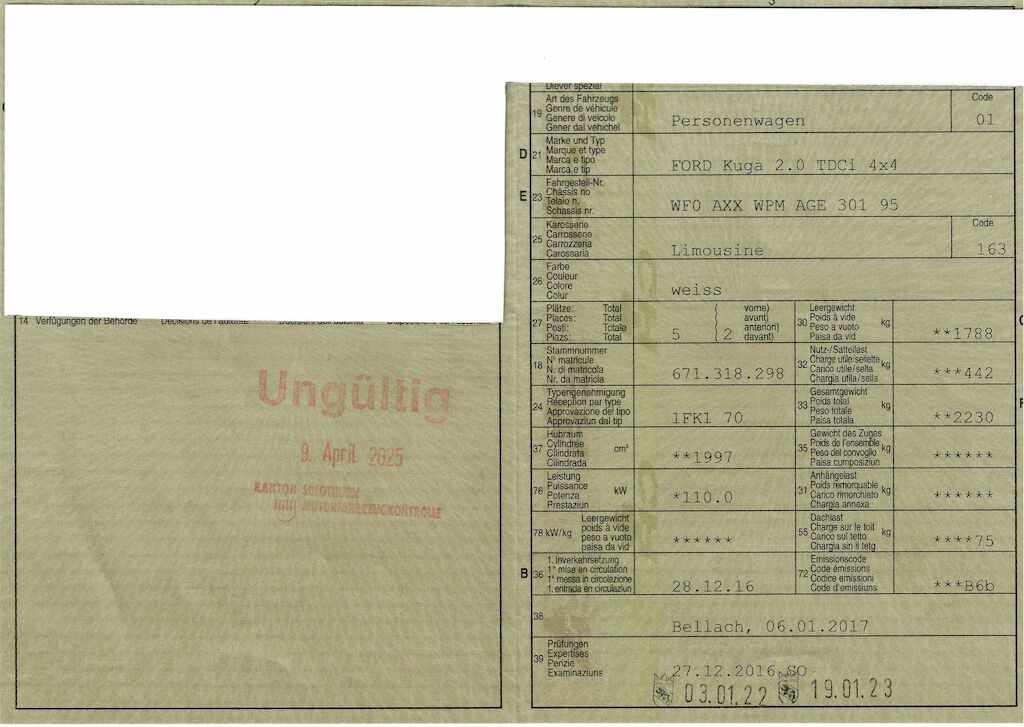 Diever spezial
19 Art des Fahrzeugs
Genre de véhicule
Genere di veicolo
Gener dal vehichel
Personenwagen
Code
01
D 21 Marke und Typ
Marque et type
Marca e tipo
Marca e tip
FORD Kuga 2.0 TDCi 4x4
E 23 Fahrgestell-Nr.
Châssis no
Telaio n.
Schassis nr.
WF0 AXX WPM AGE 301 95
25 Karosserie
Carrosserie
Carrozzeria
Carossaria
Limousine
Code
163
26 Farbe
Couleur
Colore
Colur
weiss
27 Plätze: Total
Places: Total
Posti: Totale
Plazs: Total
5 ( 2
vorne)
avant)
anteriori)
davant)
30 Leergewicht
Poids à vide
Peso a vuoto
Paisa da vid
kg
**1788
18 Stammnummer
N° matricule
N. di matricola
Nr. da matricla
671.318.298
32 Nutz-/Sattellast
Charge utile/sellette
Carico utile/sella
Chargia utila/sella
kg
***442
24 Typengenehmigung
Réception par type
Approvazione del tipo
Approvaziun dal tip
1FK1 70
33 Gesamtgewicht
Poids total
Peso totale
Paisa totala
kg
**2230
37 Hubraum
Cylindrée
Cilindrata
Cilindrada
cm³
**1997
35 Gewicht des Zuges
Poids de l'ensemble
Peso del convoglio
Paisa cumposiziun
kg
******
76 Leistung
Puissance
Potenza
Prestaziun
kW
*110.0
31 Anhängelast
Poids remorquable
Carico rimorchiato
Chargia annexa
kg
******
78 kW/kg Leergewicht
poids à vide
peso a vuoto
paisa da vid
******
55 Dachlast
Charge sur le toit
Carico sul tetto
Chargia sin il tetg
kg
****75
B 36 1. Inverkehrsetzung
1re mise en circulation
1a messa in circolazione
1. entrada en circulaziun
28.12.16
72 Emissionscode
Code émissions
Codice emissioni
Code d'emissiuns
***B6b
38
Bellach, 06.01.2017
39 Prüfungen
Expertises
Perizie
Examinaziuns
27.12.2016 SO
03.01.22 19.01.23
14 Verfügungen der Behörde
Ungültig
9. April 2025
KANTON SOLOTHURN
MOTORFAHRZEUGKONTROLLE